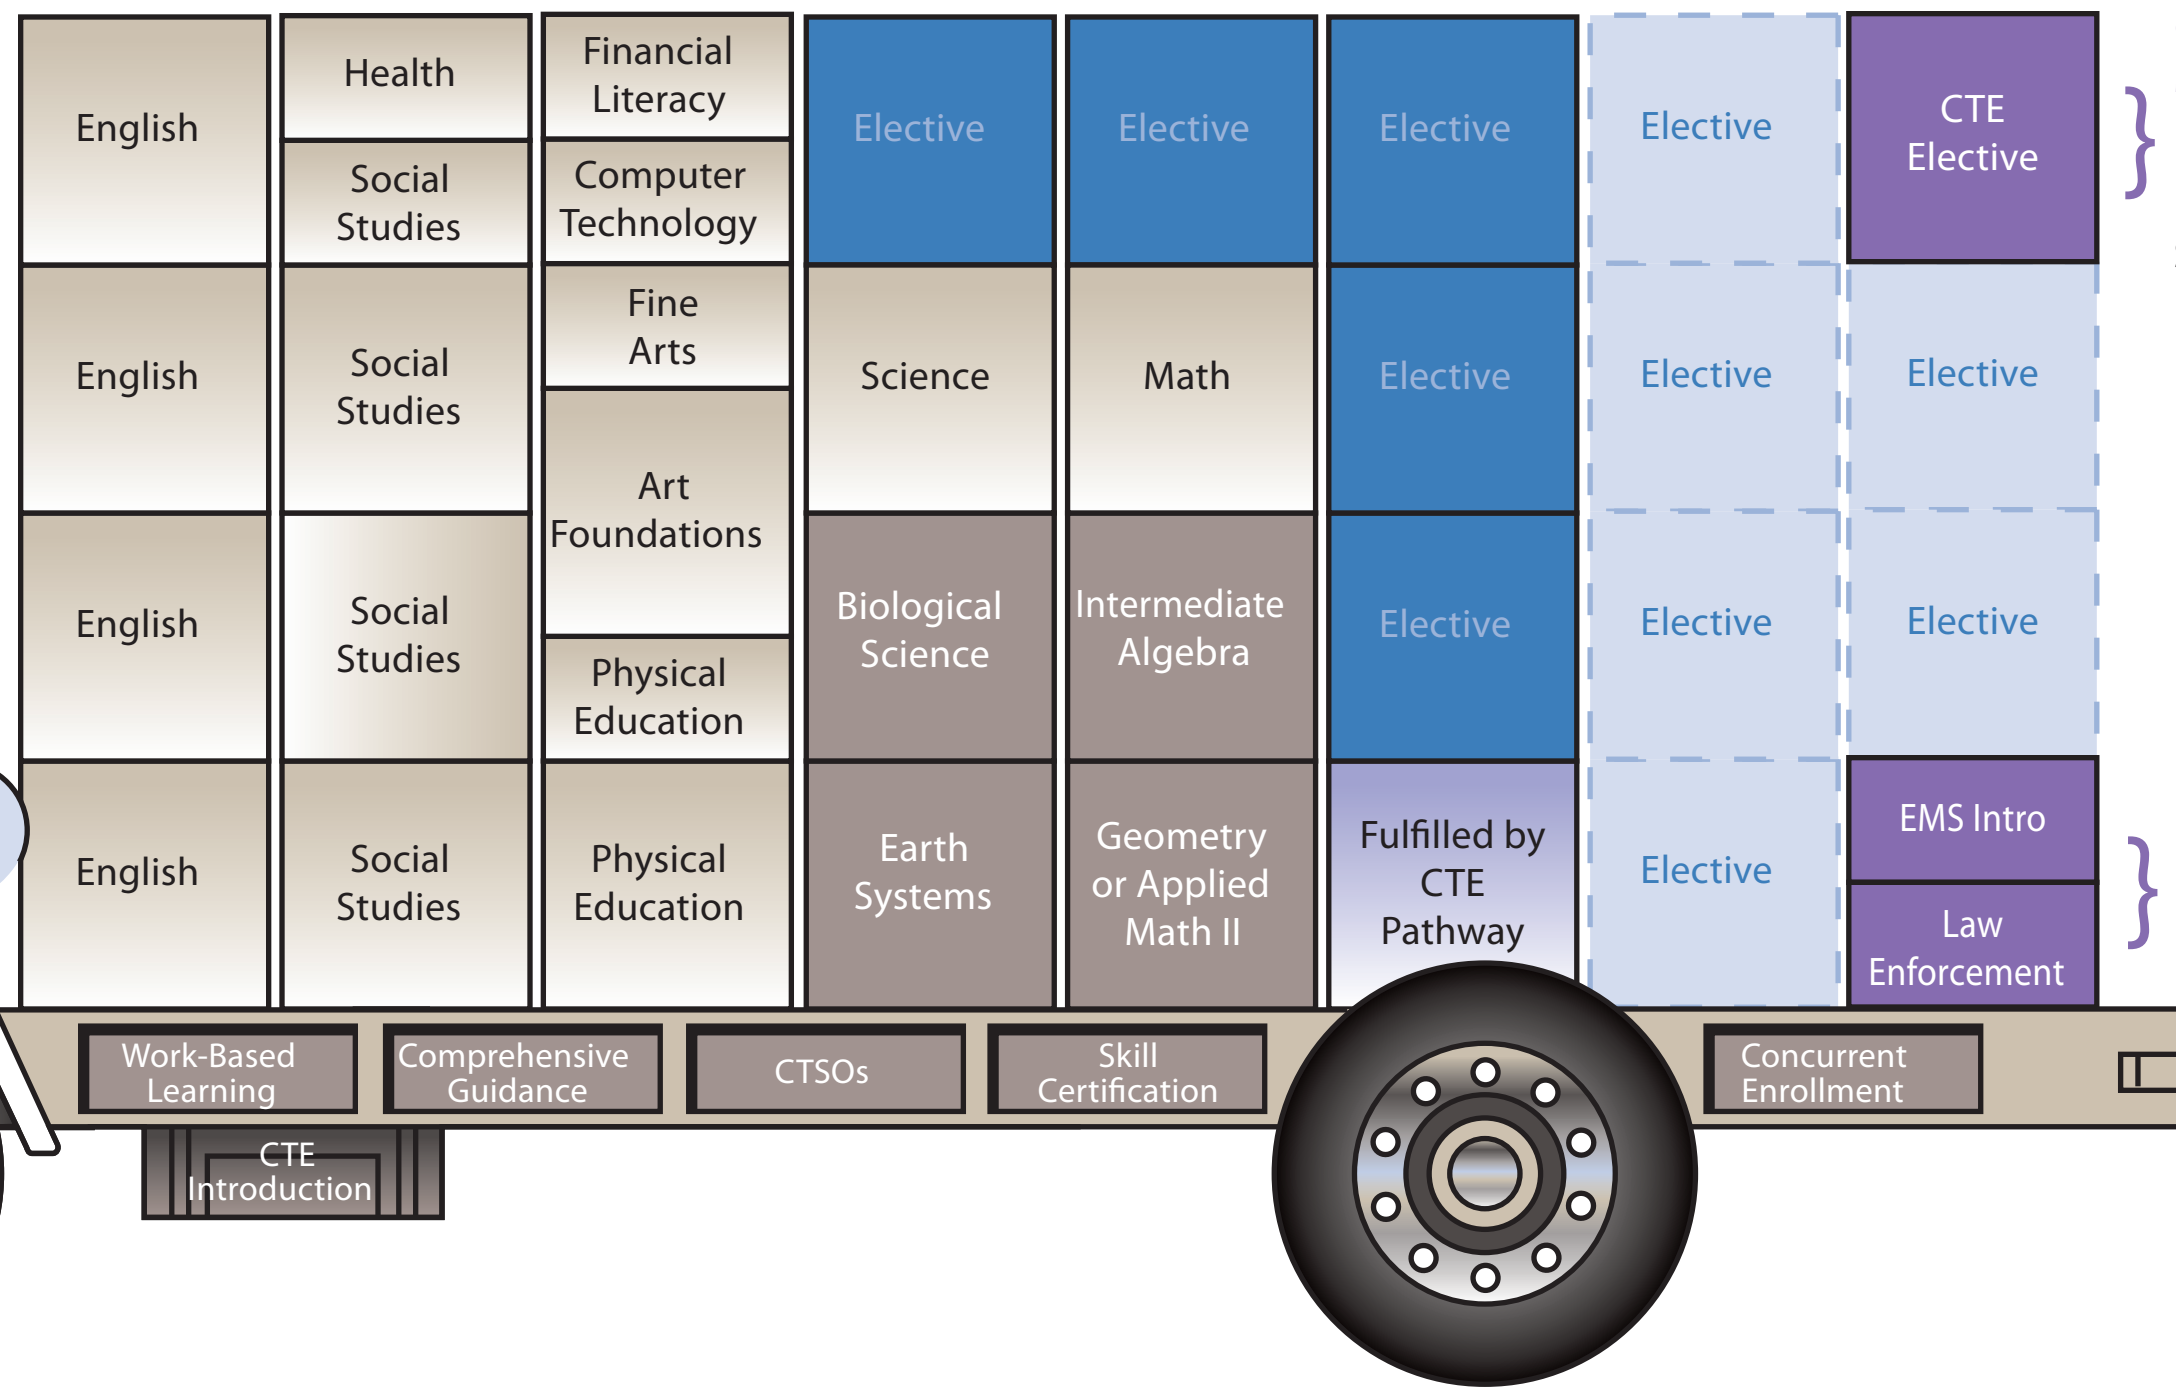 English
English
English
English
Health
Social
Studies
Social
Studies
Social
Studies
Social
Studies
Financial
Literacy
Computer
Technology
Fine
Arts
Art
Foundations
Physical
Education
Physical
Education
Elective
Science
Biological
Science
Earth
Systems
Elective
Math
Intermediate
Algebra
Geometry
or Applied
Math II
Elective
Elective
Elective
Fulfilled by
CTE
Pathway
Elective
Elective
Elective
Elective
CTE
Elective
Elective
Elective
EMS Intro
Law
Enforcement
Work-Based
Learning
Comprehensive
Guidance
CTSOs
Skill
Certification
Concurrent
Enrollment
CTE
Introduction